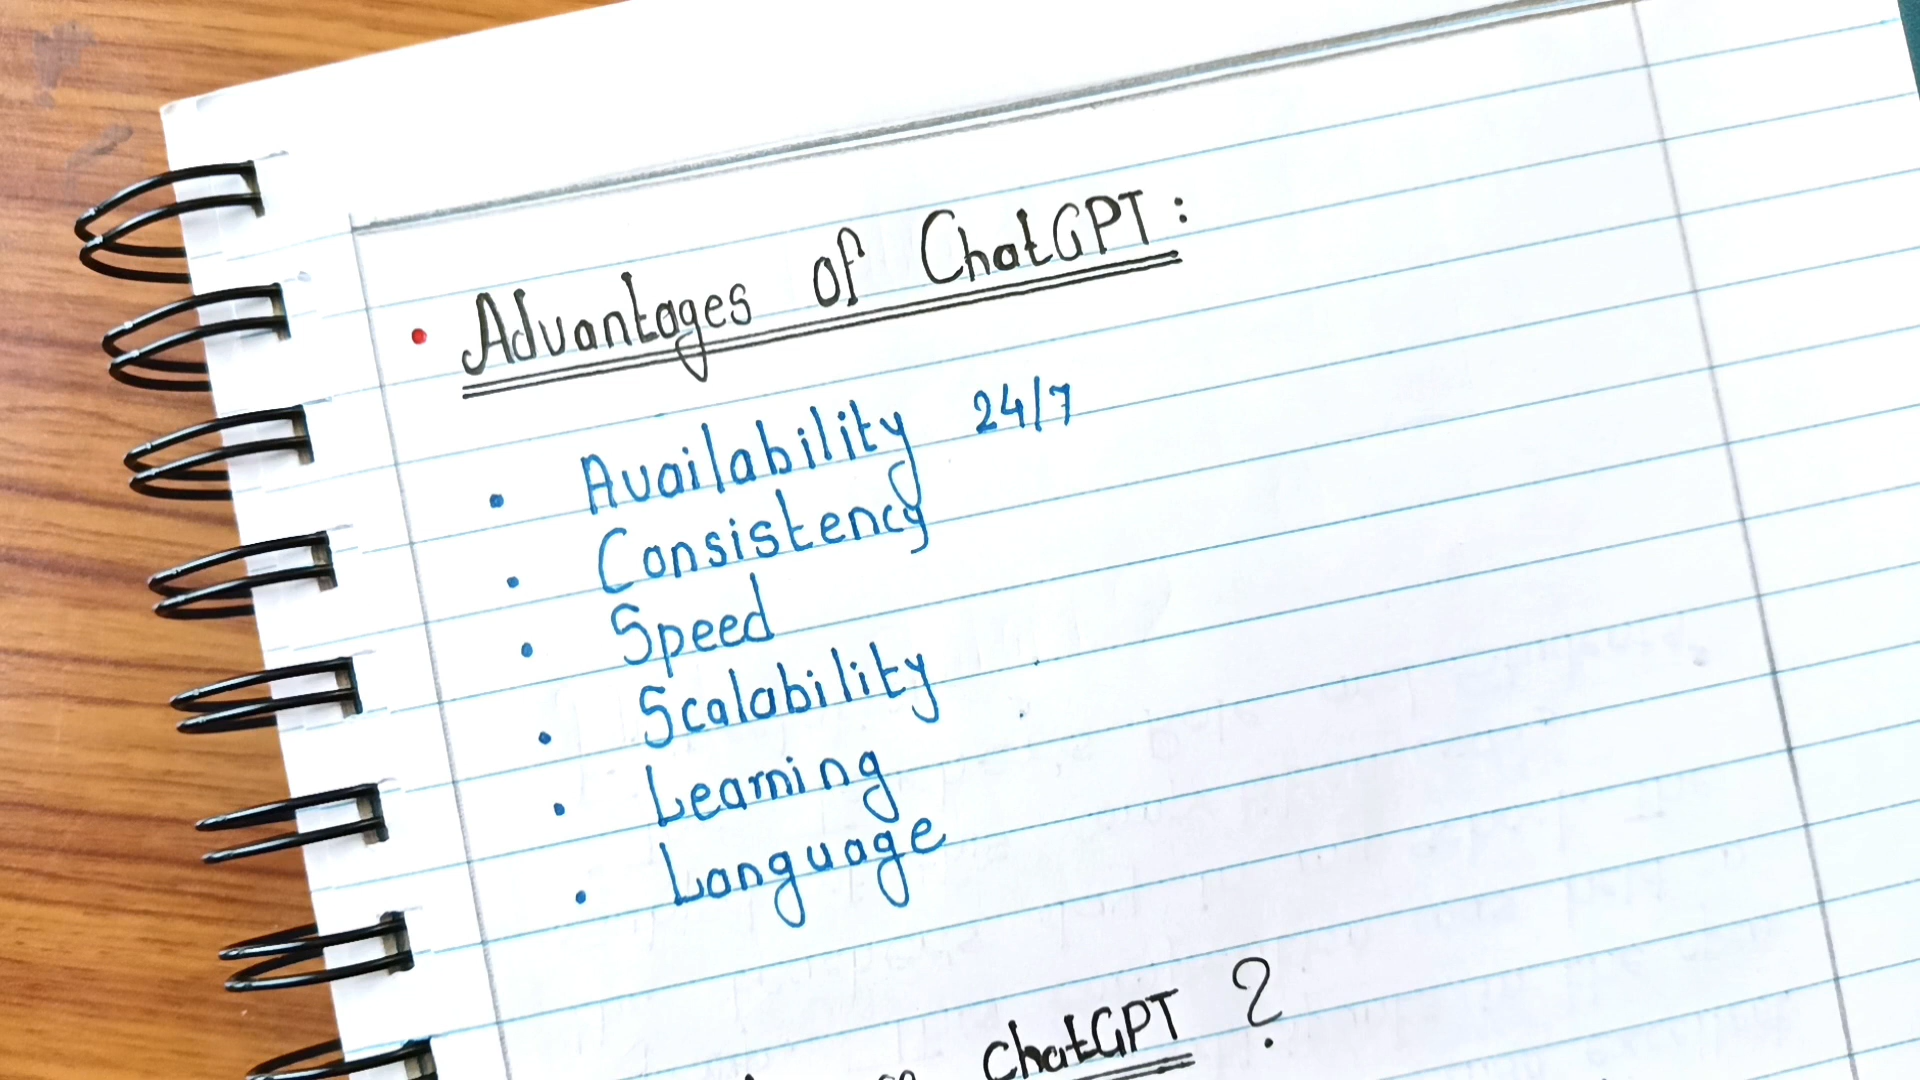 • Advantages of ChatGPT:
• Availability 24/7
• Consistency
• Speed
• Scalability
• Learning
• Language
ChatGPT ?